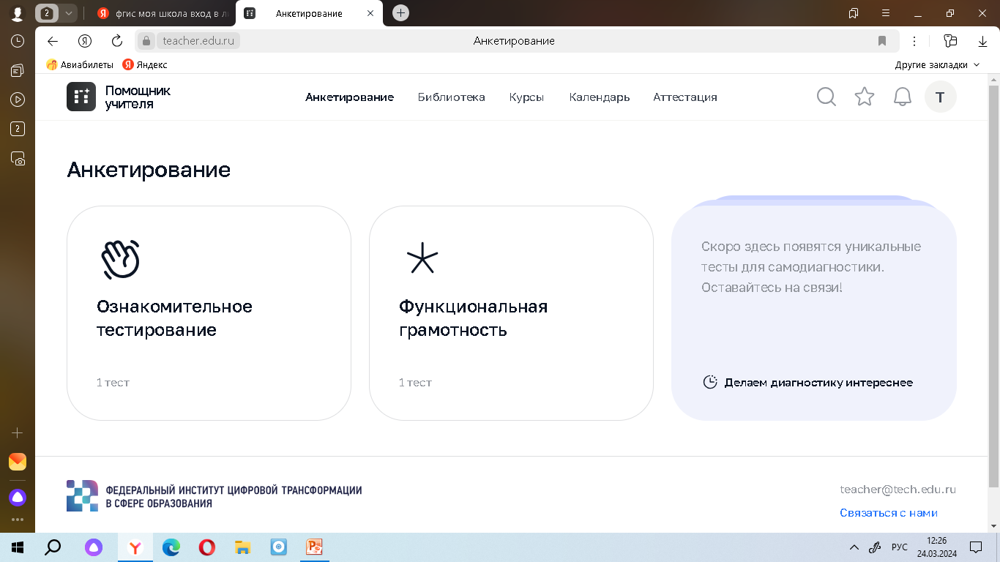 2
фгис моя школа вход в л
Анкетирование
teacher.edu.ru
Анкетирование
Авиабилеты
Яндекс
Другие закладки
2
Помощник
учителя
Анкетирование
Библиотека
Курсы
Календарь
Аттестация
Т
Анкетирование
Ознакомительное
тестирование
1 тест
Функциональная
грамотность
1 тест
Скоро здесь появятся уникальные
тесты для самодиагностики.
Оставайтесь на связи!
Делаем диагностику интереснее
ФЕДЕРАЛЬНЫЙ ИНСТИТУТ ЦИФРОВОЙ ТРАНСФОРМАЦИИ
В СФЕРЕ ОБРАЗОВАНИЯ
teacher@tech.edu.ru
Связаться с нами
РУС
12:26
24.03.2024